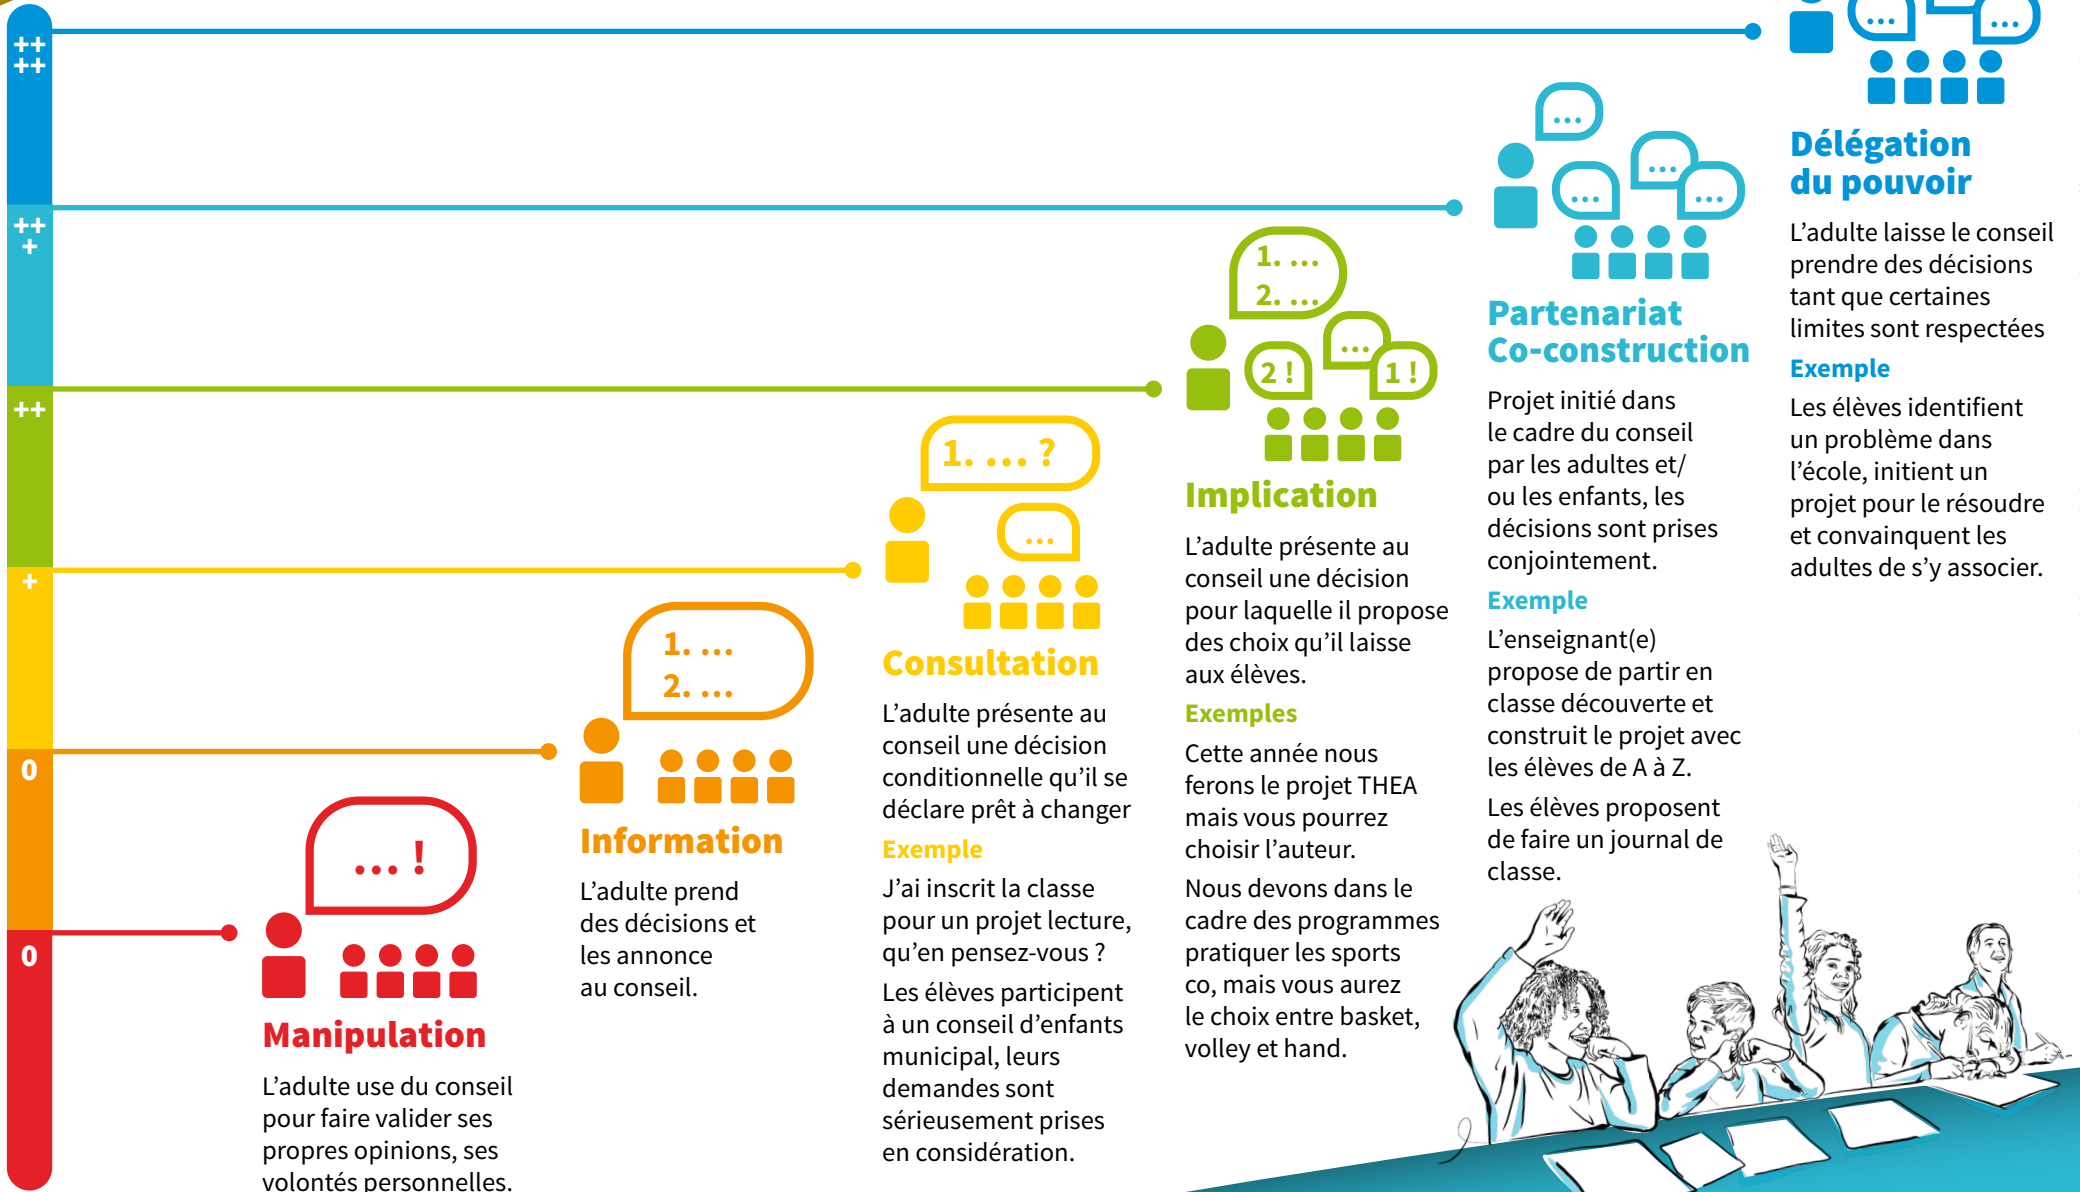 ++
++
++
+
++
+
0
0
... !
Manipulation
L'adulte use du conseil
pour faire valider ses
propres opinions, ses
volontés personnelles.
1. ...
2. ...
Information
L'adulte prend
des décisions et
les annonce
au conseil.
1. ... ?
...
Consultation
L'adulte présente au
conseil une décision
conditionnelle qu'il se
déclare prêt à changer
Exemple
J'ai inscrit la classe
pour un projet lecture,
qu'en pensez-vous ?
Les élèves participent
à un conseil d'enfants
municipal, leurs
demandes sont
sérieusement prises
en considération.
1. ...
2. ...
...
2 !
1 !
Implication
L'adulte présente au
conseil une décision
pour laquelle il propose
des choix qu'il laisse
aux élèves.
Exemples
Cette année nous
ferons le projet THEA
mais vous pourrez
choisir l'auteur.
Nous devons dans le
cadre des programmes
pratiquer les sports
co, mais vous aurez
le choix entre basket,
volley et hand.
...
...
...
...
Partenariat
Co-construction
Projet initié dans
le cadre du conseil
par les adultes et/
ou les enfants, les
décisions sont prises
conjointement.
Exemple
L'enseignant(e)
propose de partir en
classe découverte et
construit le projet avec
les élèves de A à Z.
Les élèves proposent
de faire un journal de
classe.
...
...
Délégation
du pouvoir
L'adulte laisse le conseil
prendre des décisions
tant que certaines
limites sont respectées
Exemple
Les élèves identifient
un problème dans
l'école, initient un
projet pour le résoudre
et convainquent les
adultes de s'y associer.